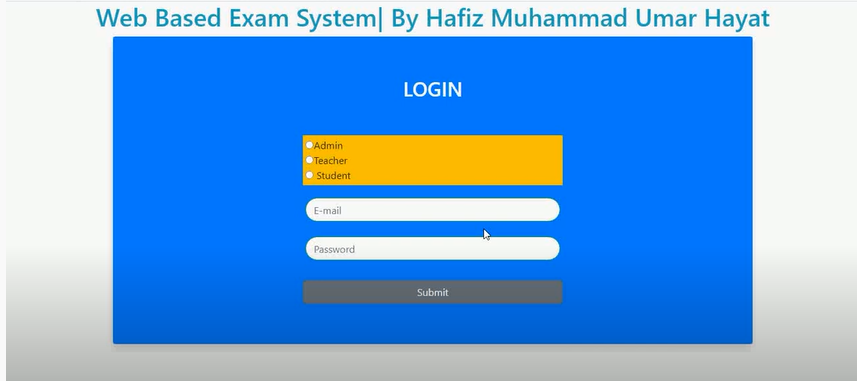 Web Based Exam System| By Hafiz Muhammad Umar Hayat
LOGIN
Admin
Teacher
Student
E-mail
Password
Submit